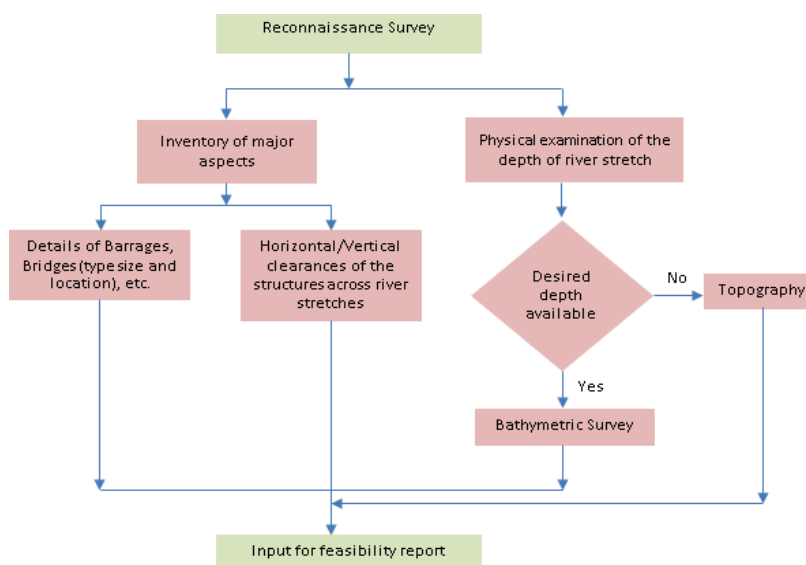 Reconnaissance Survey
Inventory of major
aspects
Physical examination of the
depth of river stretch
Details of Barrages,
Bridges(type size and
location), etc.
Horizontal/Vertical
clearances of the
structures across river
stretches
Desired
depth
available
No
Topography
Yes
Bathymetric Survey
Input for feasibility report